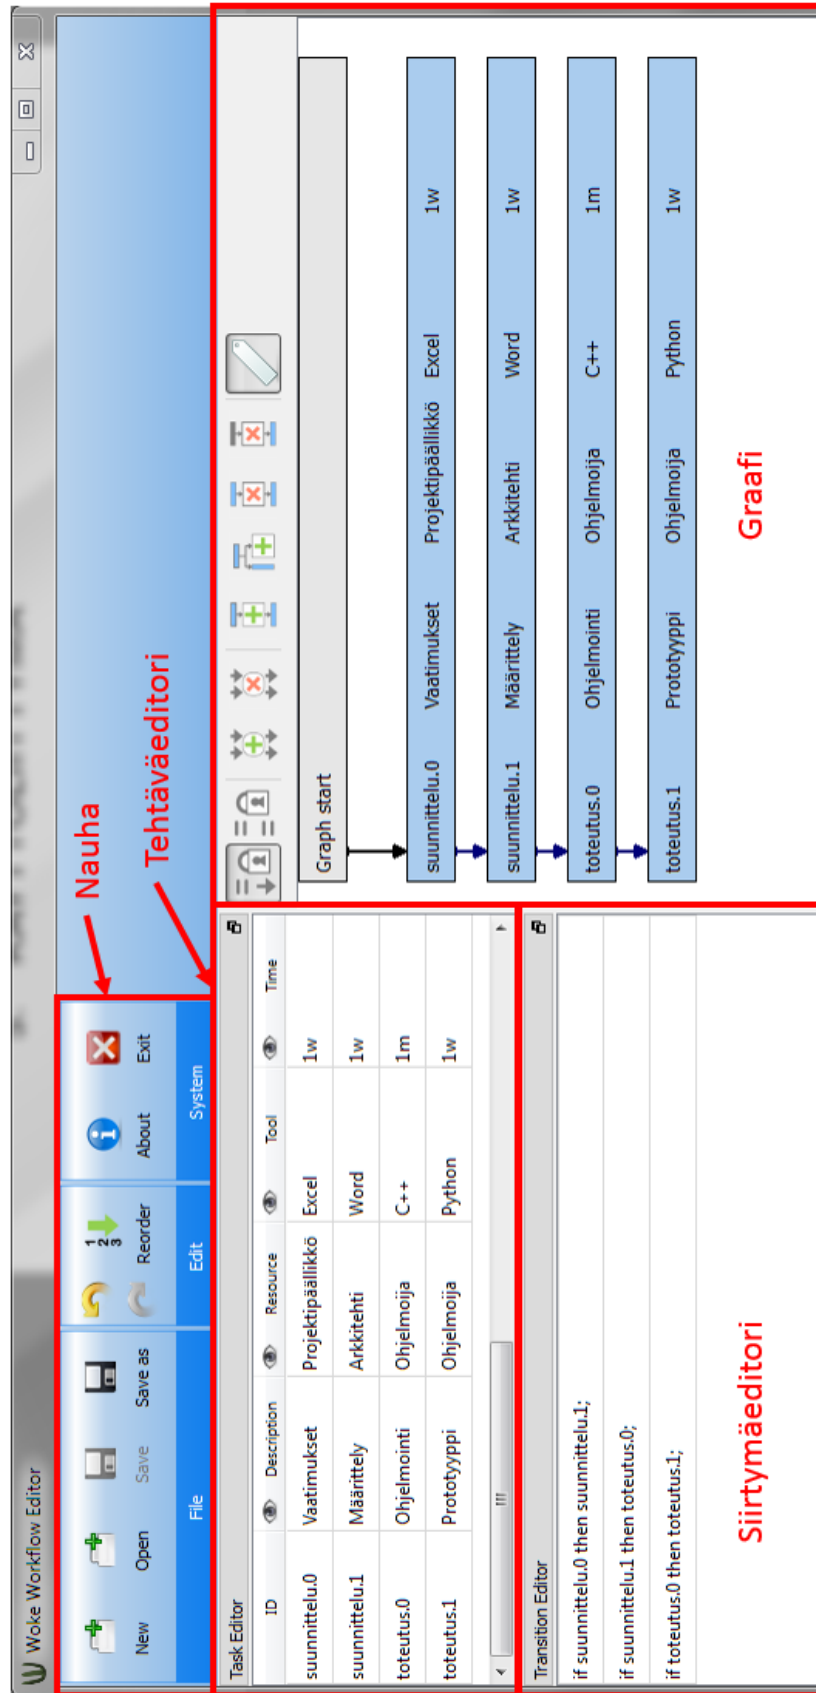 Woke Workflow Editor
New
Open
Save
Save as
Reorder
About
Exit
File
Edit
System
Nauha
Tehtäväeditori
Task Editor
ID Description Resource Tool Time
suunnittelu.0 Vaatimukset Projektipäällikkö Excel 1w
suunnittelu.1 Määrittely Arkkitehti Word 1w
toteutus.0 Ohjelmointi Ohjelmoija C++ 1m
toteutus.1 Prototyyppi Ohjelmoija Python 1w
Transition Editor
if suunnittelu.0 then suunnittelu.1;
if suunnittelu.1 then toteutus.0;
if toteutus.0 then toteutus.1;
Siirtymäeditori
Graph start
suunnittelu.0 Vaatimukset Projektipäällikkö Excel 1w
suunnittelu.1 Määrittely Arkkitehti Word 1w
toteutus.0 Ohjelmointi Ohjelmoija C++ 1m
toteutus.1 Prototyyppi Ohjelmoija Python 1w
Graafi